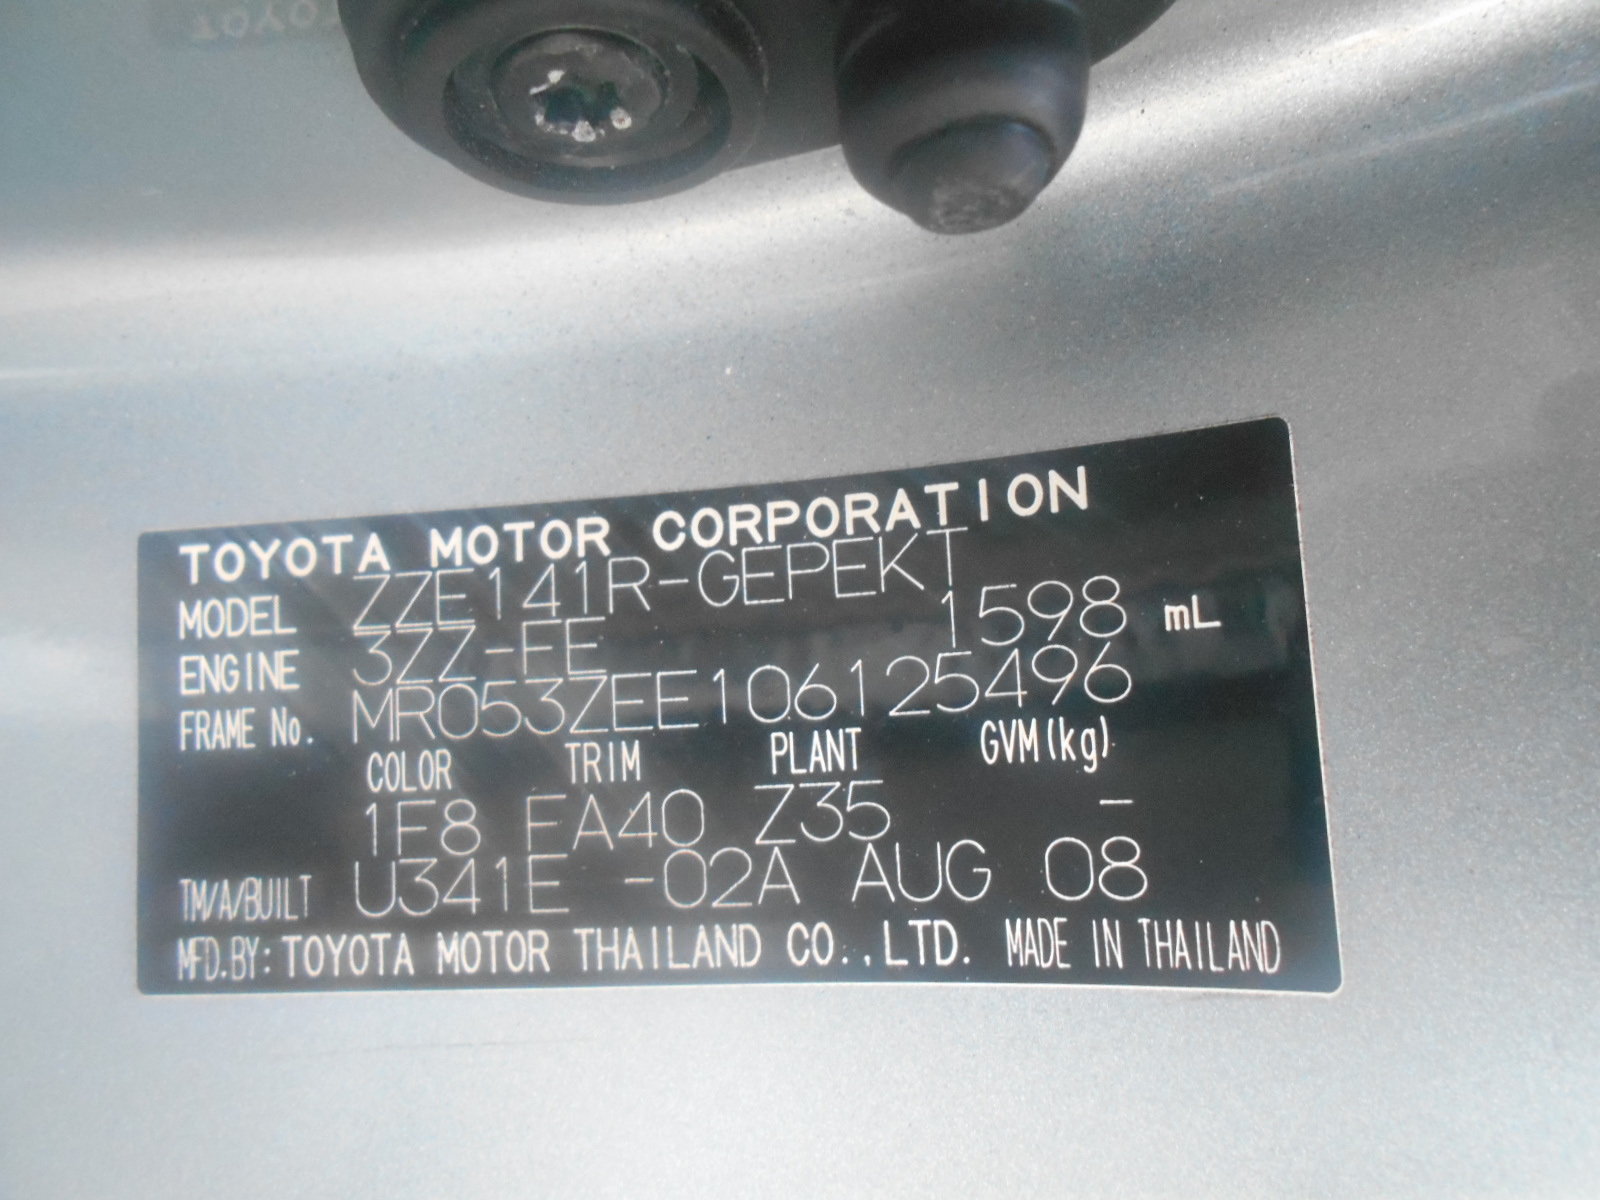 TOYOTA MOTOR CORPORATION
MODEL ZZE141R-GEPEKT
ENGINE 3ZZ-FE 1598 mL
FRAME No. MR053ZEE106125496
COLOR TRIM PLANT GVM(kg)
1F8 FA40 Z35 -
TM/A/BUILT U341E -02A AUG 08
MFD.BY: TOYOTA MOTOR THAILAND CO.,LTD. MADE IN THAILAND